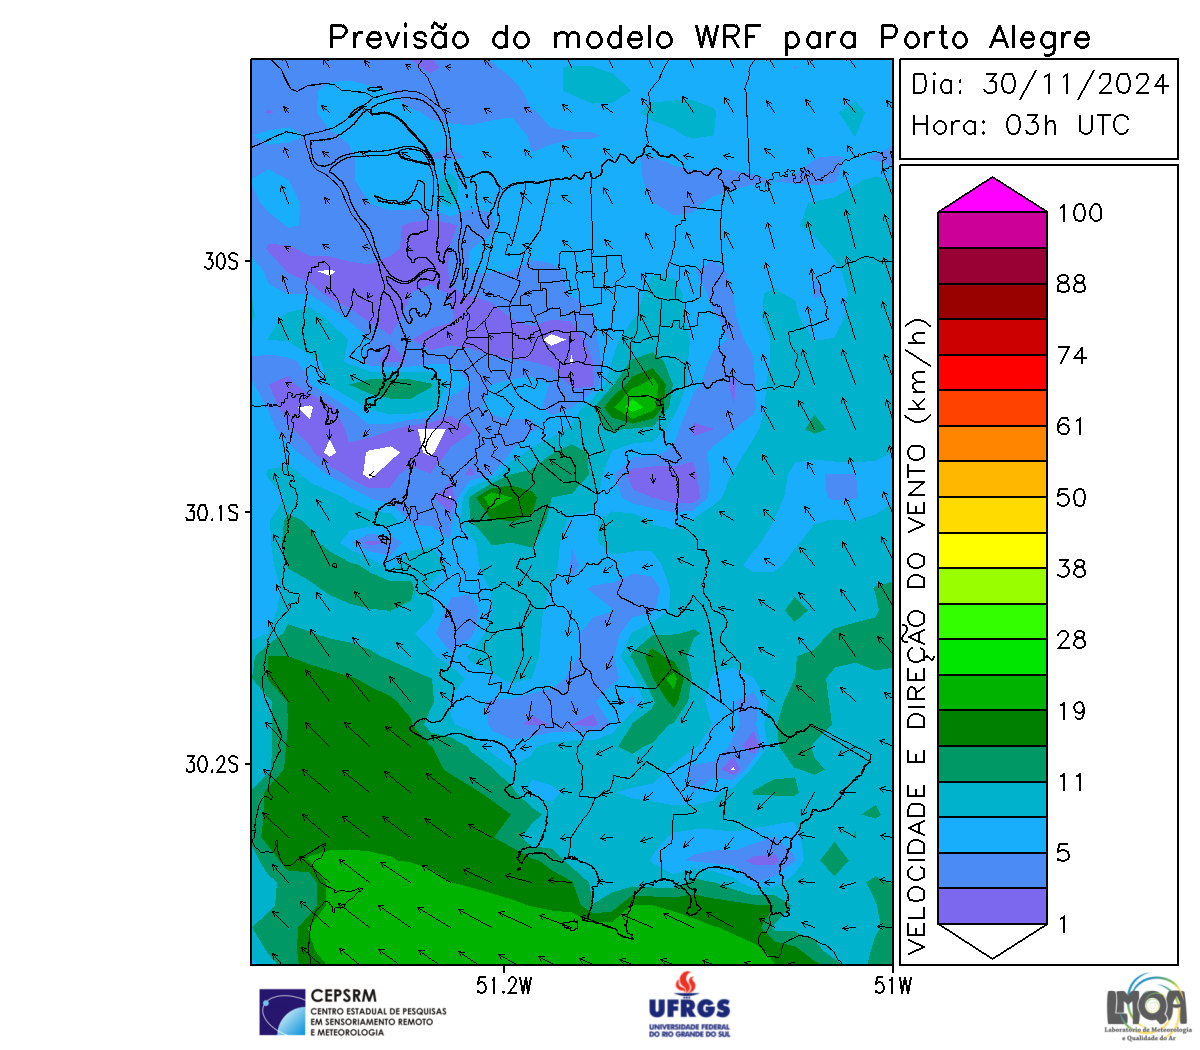 Previsão do modelo WRF para Porto Alegre
Dia: 30/11/2024
Hora: 03h UTC
VELOCIDADE E DIREÇÃO DO VENTO (km/h)
100
88
74
61
50
38
28
19
11
5
1
30S
30.1S
30.2S
51.2W
51W
CEPSRM
CENTRO ESTADUAL DE PESQUISAS
EM SENSORIAMENTO REMOTO
E METEOROLOGIA
UFRGS
UNIVERSIDADE FEDERAL
DO RIO GRANDE DO SUL
LMQA
Laboratório de Meteorologia
e Qualidade do Ar